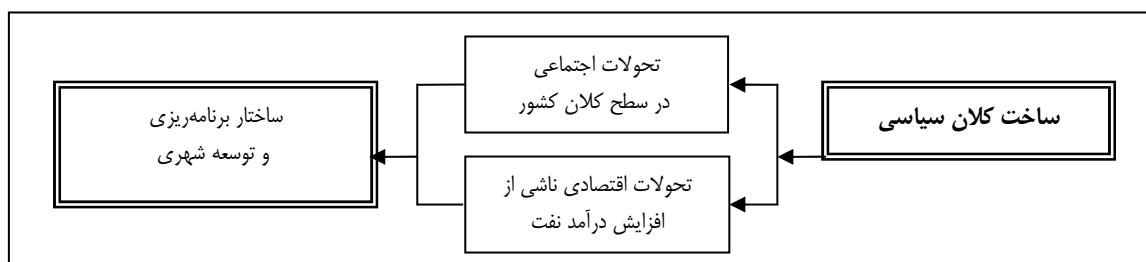 ساخت کلان سیاسی
تحولات اجتماعی
در سطح کلان کشور
تحولات اقتصادی ناشی از
افزایش درآمد نفت
ساختار برنامه‌ریزی
و توسعه شهری